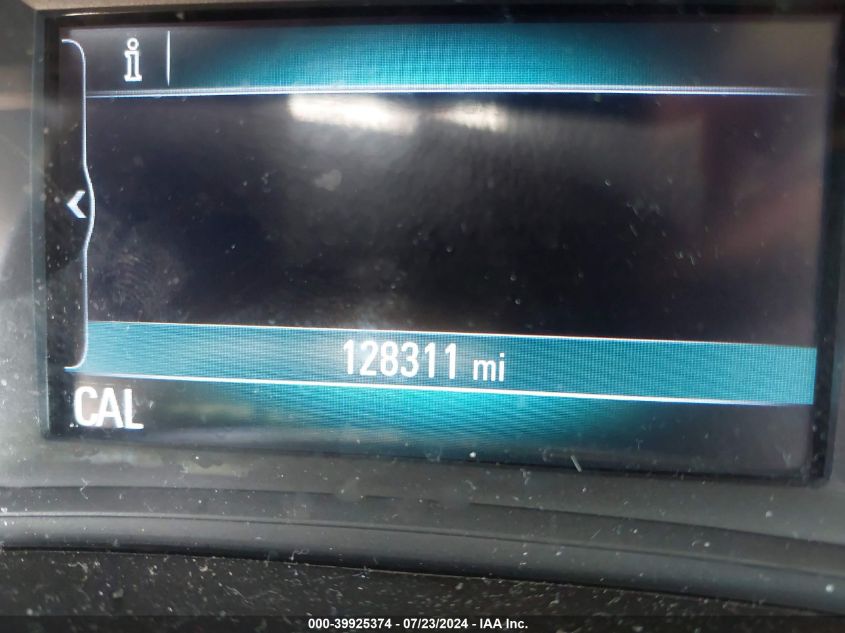 i
128311 mi
CAL
000-39925374 / 07/23/2024 - IAA Inc.